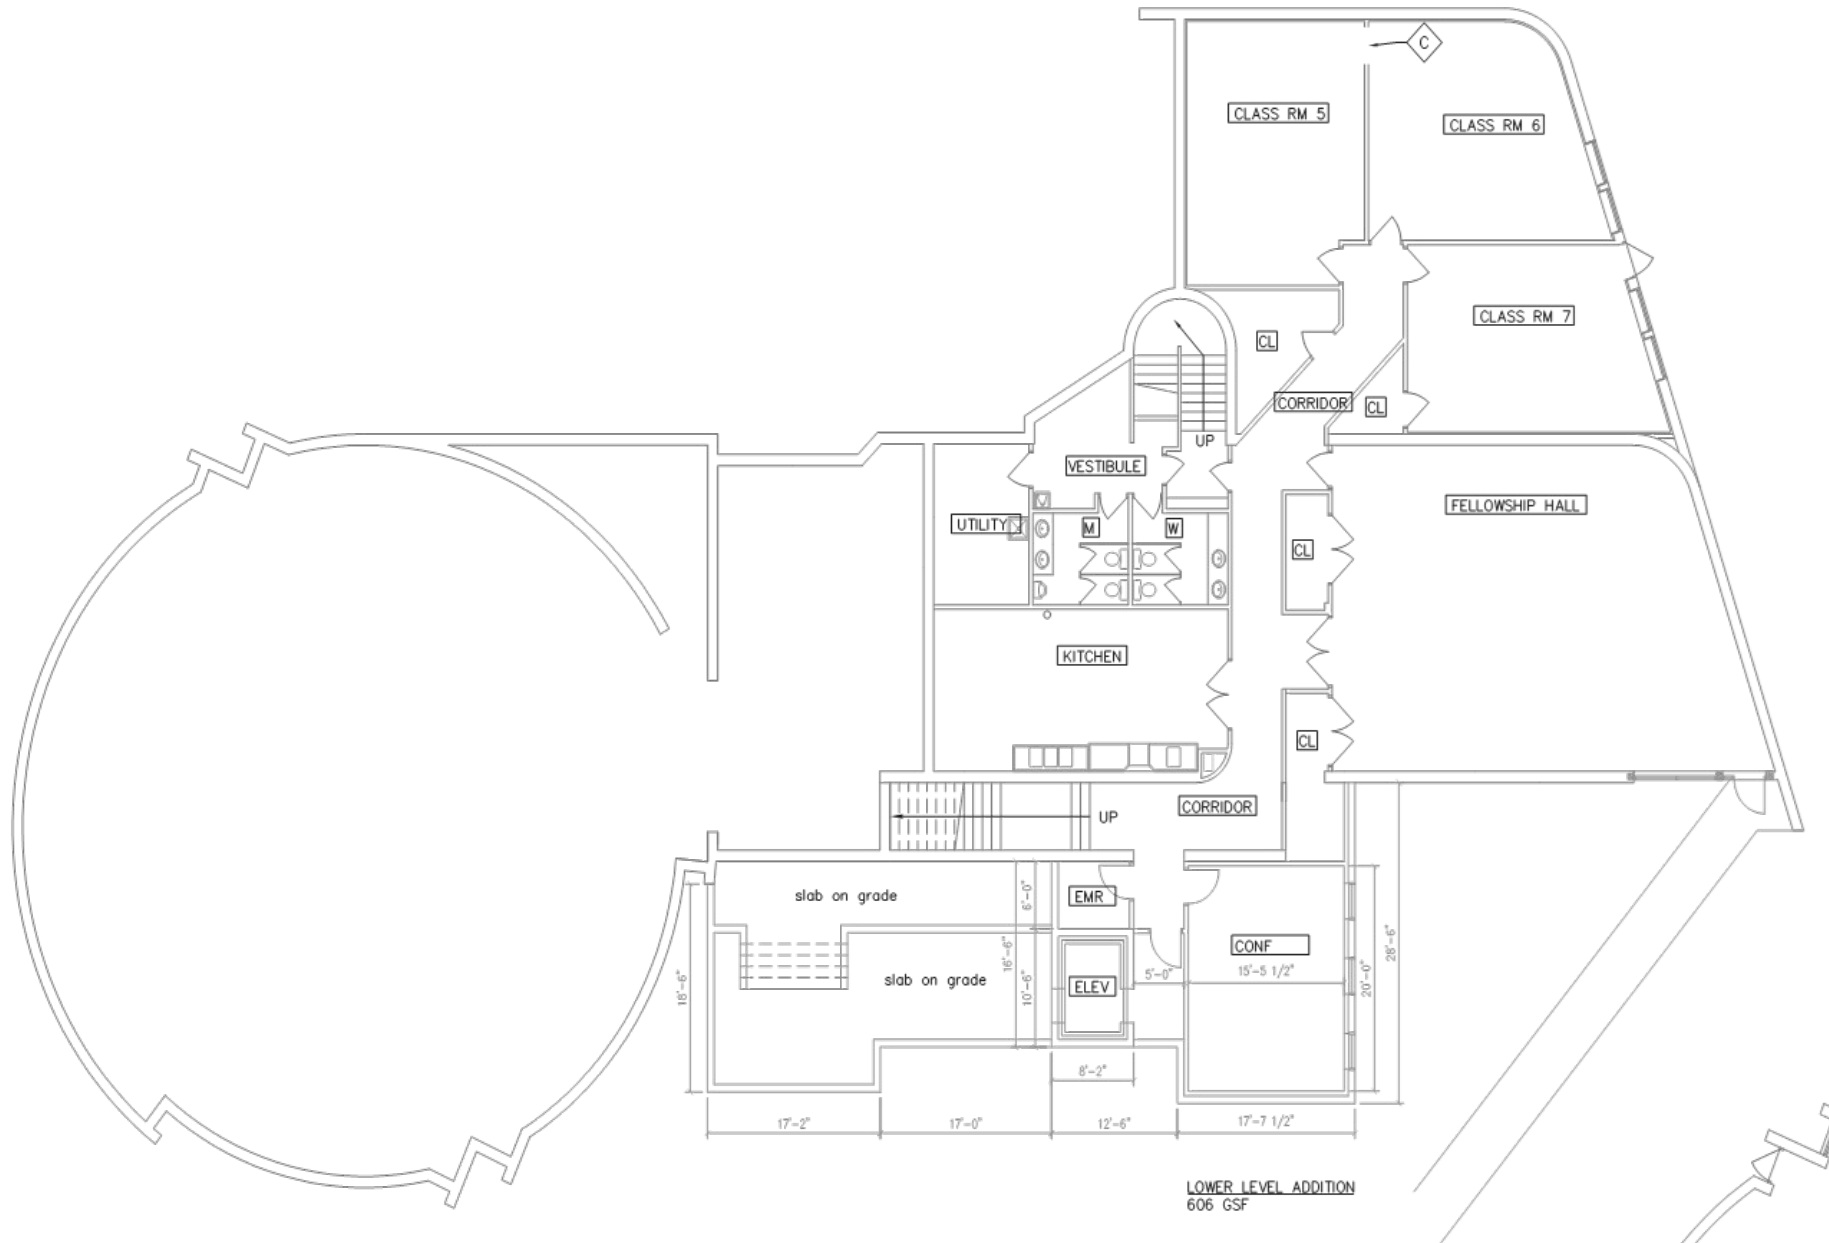 C
CLASS RM 5
CLASS RM 6
CLASS RM 7
CL
CORRIDOR
CL
UP
VESTIBULE
FELLOWSHIP HALL
UTILITY
M
W
CL
KITCHEN
CL
CORRIDOR
UP
slab on grade
EMR
6'-0"
CONF
28'-6"
16'-6"
15'-5 1/2"
5'-0"
slab on grade
ELEV
18'-6"
10'-6"
20'-0"
8'-2"
17'-2"
17'-0"
12'-6"
17'-7 1/2"
LOWER LEVEL ADDITION
606 GSF